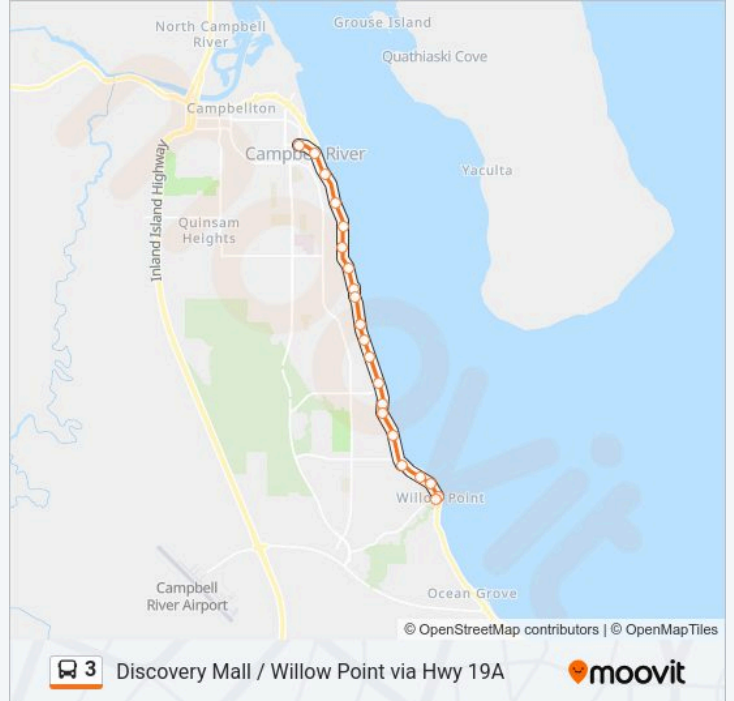 North Campbell
River
Grouse Island
Quathiaski Cove
Campbellton
Campbell River
Yaculta
Inland Island Highway
Quinsam
Heights
moovit
Willow Point
Campbell
River Airport
Ocean Grove
© OpenStreetMap contributors | © OpenMapTiles
3 Discovery Mall / Willow Point via Hwy 19A
moovit